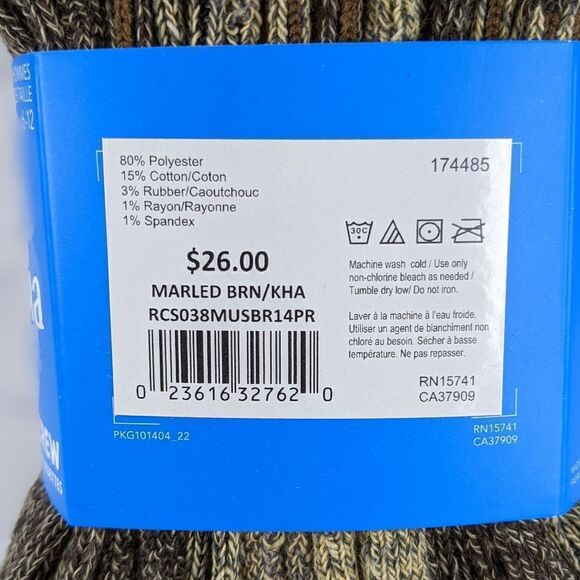 HOMMES
6-12
80% Polyester
15% Cotton/Coton
3% Rubber/Caoutchouc
1% Rayon/Rayonne
1% Spandex
174485
30C
$26.00
MARLED BRN/KHA
RCS038MUSBR14PR
0 23616 32762 0
Machine wash cold / Use only
non-chlorine bleach as needed /
Tumble dry low/ Do not iron.
Laver à la machine à l'eau froide.
Utiliser un agent de blanchiment non
chloré au besoin. Sécher à basse
température. Ne pas repasser.
RN15741
CA37909
PKG101404_22
RN15741
CA37909